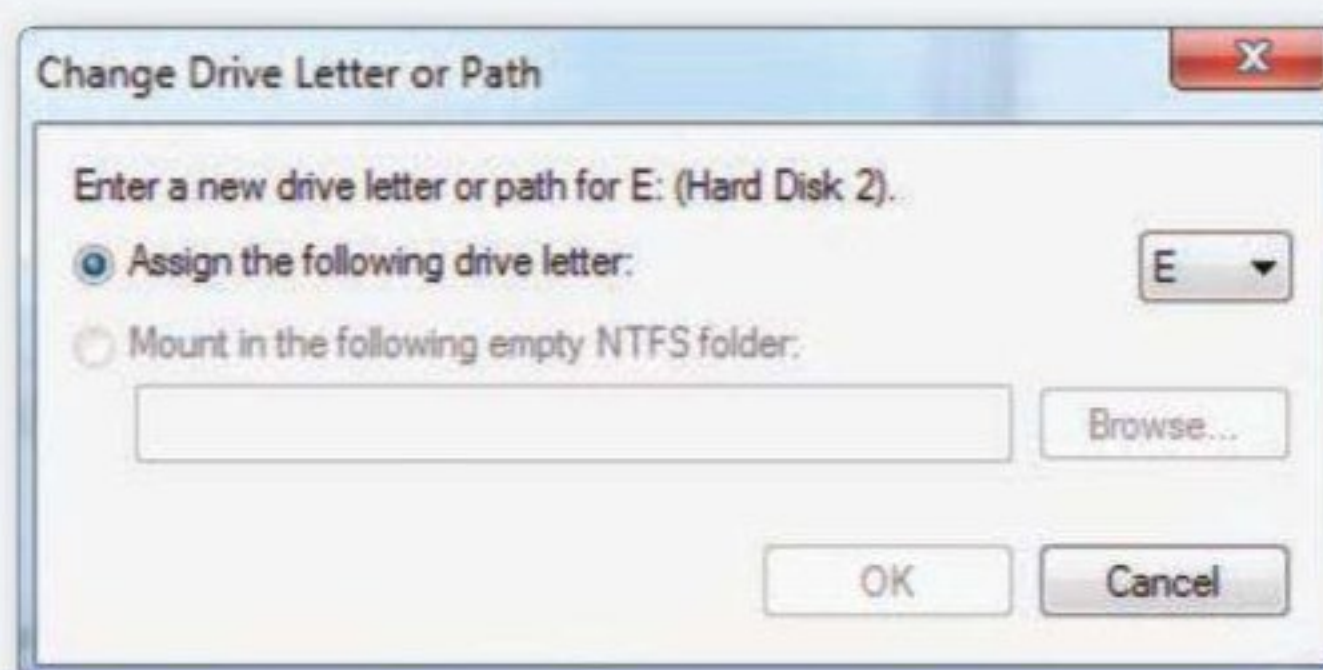 Change Drive Letter or Path
Enter a new drive letter or path for E: (Hard Disk 2).
Assign the following drive letter:
E
Mount in the following empty NTFS folder:
Browse...
OK
Cancel